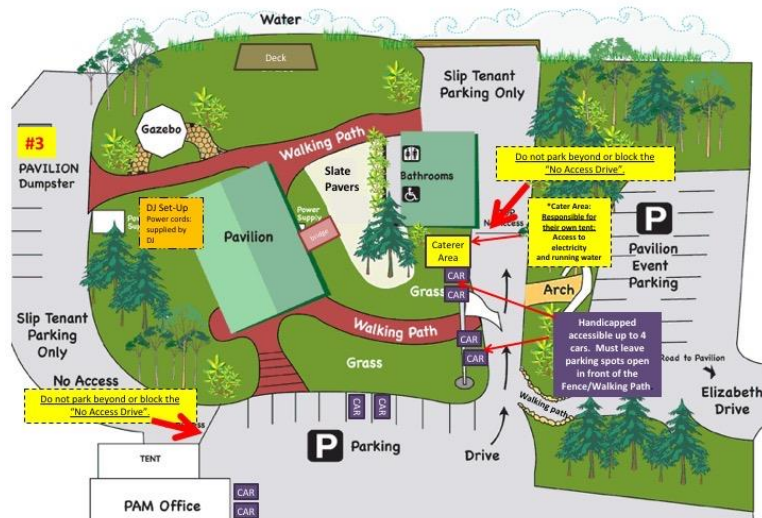 Water
Deck
Slip Tenant
Parking Only
Gazebo
#3
PAVILION
Dumpster
Walking Path
Slate
Pavers
Bathrooms
Do not park beyond or block the
"No Access Drive".
DJ Set-Up
Power cords:
supplied by
DJ
Power
Supply
bridge
Pavilion
Caterer
Area
*Cater Area:
Responsible for
their own tent:
Access to
electricity
and running water
P
Pavilion
Event
Parking
CAR
CAR
Grass
Arch
Slip Tenant
Parking
Only
No Access
Walking Path
CAR
CAR
Grass
Handicapped
accessible up to 4
cars. Must leave
parking spots open
in front of the
Fence/Walking Path
Road to Pavilion
Elizabeth
Drive
Walking path
Do not park beyond or block the
"No Access Drive".
CAR
CAR
P
Parking
Drive
TENT
PAM Office
CAR
CAR